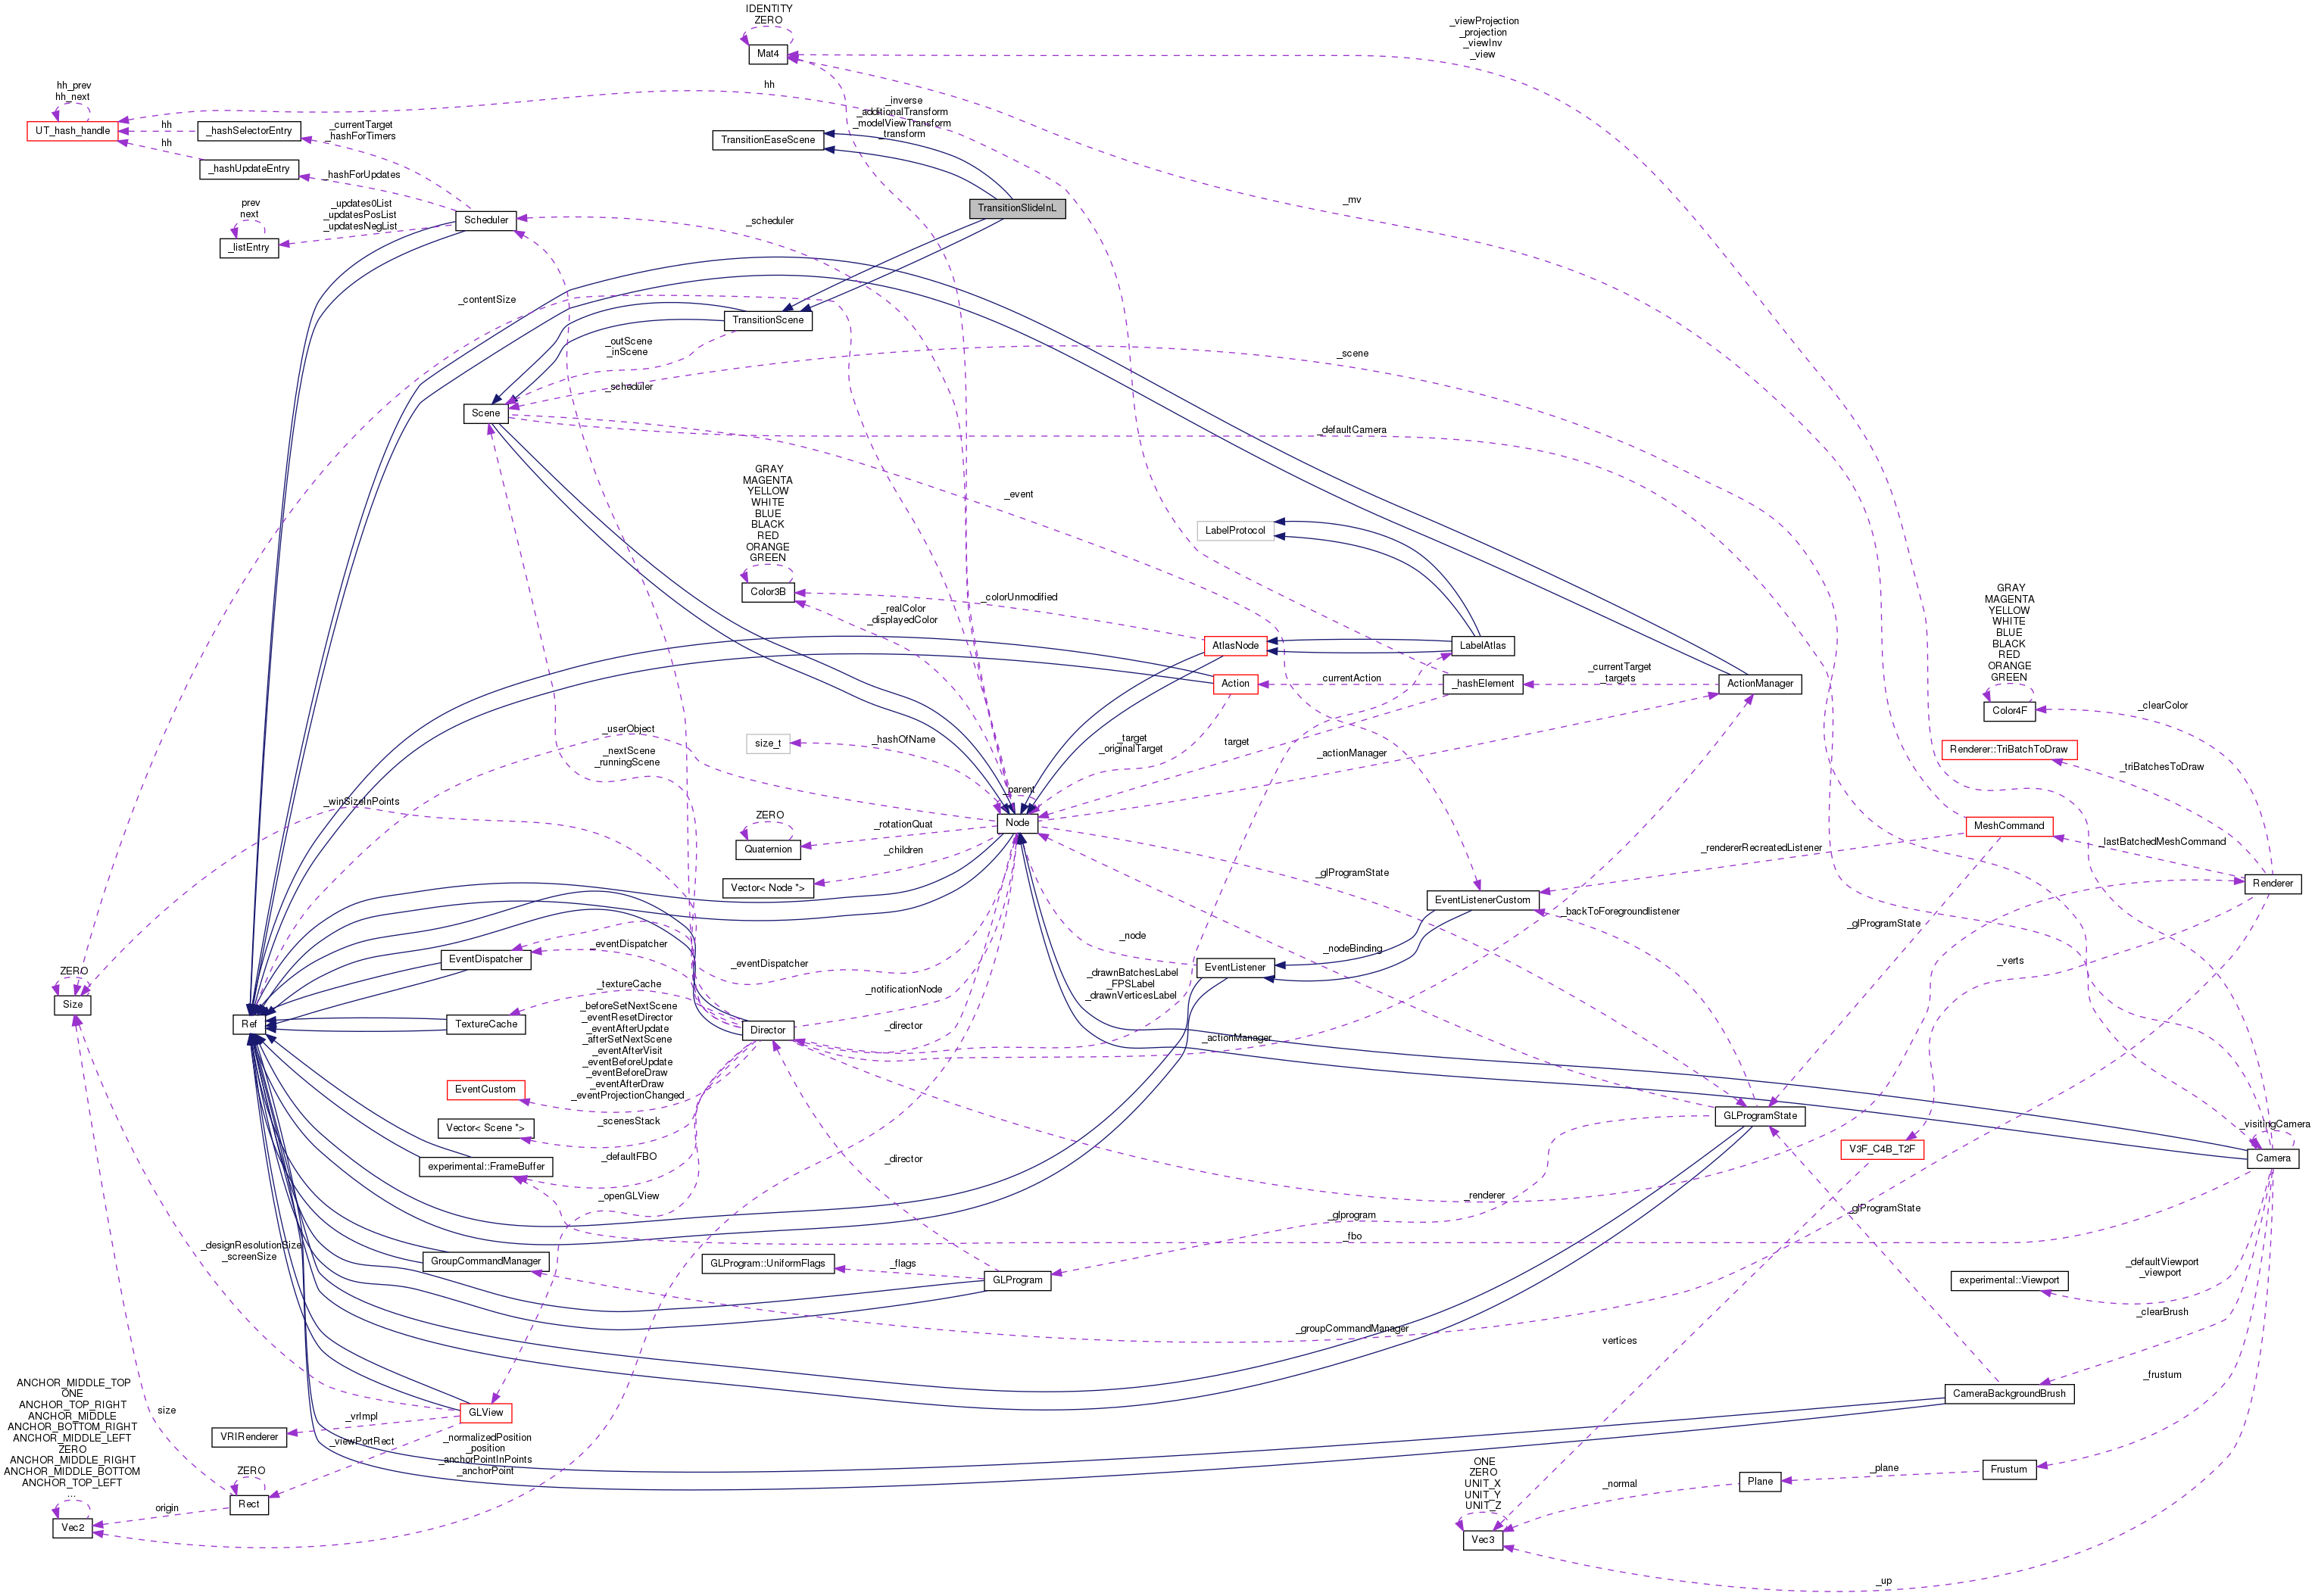 IDENTITY
ZERO
Mat4
_viewProjection
_projection
_viewInv
_view
hh_prev
hh_next
UT_hash_handle
hh
hh
hh
_hashSelectorEntry
_hashUpdateEntry
_currentTarget
_hashForTimers
_hashForUpdates
_inverse
_additionalTransform
_modelViewTransform
_transform
TransitionEaseScene
TransitionSlideInL
_mv
prev
next
_listEntry
_updates0List
_updatesPosList
_updatesNegList
Scheduler
_scheduler
_contentSize
TransitionScene
_outScene
_inScene
_scheduler
_scene
Scene
_defaultCamera
GRAY
MAGENTA
YELLOW
WHITE
BLUE
BLACK
RED
ORANGE
GREEN
Color3B
_event
LabelProtocol
_realColor
_displayedColor
_colorUnmodified
AtlasNode
LabelAtlas
Action
currentAction
_hashElement
_currentTarget
_targets
ActionManager
GRAY
MAGENTA
YELLOW
WHITE
BLUE
BLACK
RED
ORANGE
GREEN
Color4F
_clearColor
_userObject
_nextScene
_runningScene
size_t
_hashOfName
_target
_originalTarget
target
_actionManager
Renderer::TriBatchToDraw
_triBatchesToDraw
_winSizeInPoints
ZERO
Quaternion
_rotationQuat
_parent
Node
_children
Vector< Node *>
MeshCommand
_lastBatchedMeshCommand
_rendererRecreatedListener
_glProgramState
Renderer
EventListenerCustom
_backToForegroundlistener
_glProgramState
_eventDispatcher
EventDispatcher
_eventDispatcher
_node
EventListener
_nodeBinding
_verts
ZERO
Size
_textureCache
_notificationNode
_drawnBatchesLabel
_FPSLabel
_drawnVerticesLabel
Ref
TextureCache
Director
_director
_actionManager
_beforeSetNextScene
_eventResetDirector
_eventAfterUpdate
_afterSetNextScene
_eventAfterVisit
_eventBeforeUpdate
_eventBeforeDraw
_eventAfterDraw
_eventProjectionChanged
EventCustom
Vector< Scene *>
_scenesStack
GLProgramState
_visitingCamera
V3F_C4B_T2F
Camera
experimental::FrameBuffer
_defaultFBO
_director
_openGLView
_renderer
_glprogram
_glProgramState
_designResolutionSize
_screenSize
_fbo
GroupCommandManager
GLProgram::UniformFlags
_flags
GLProgram
experimental::Viewport
_defaultViewport
_viewport
_clearBrush
_groupCommandManager
vertices
CameraBackgroundBrush
_frustum
ANCHOR_MIDDLE_TOP
ONE
ANCHOR_TOP_RIGHT
ANCHOR_MIDDLE
ANCHOR_BOTTOM_RIGHT
ANCHOR_MIDDLE_LEFT
ZERO
ANCHOR_MIDDLE_RIGHT
ANCHOR_MIDDLE_BOTTOM
ANCHOR_TOP_LEFT
...
Vec2
size
GLView
_vrImpl
VRIRenderer
_viewPortRect
_normalizedPosition
_position
_anchorPointInPoints
_anchorPoint
ZERO
Rect
origin
ONE
ZERO
UNIT_X
UNIT_Y
UNIT_Z
Vec3
_normal
Plane
_plane
Frustum
_up